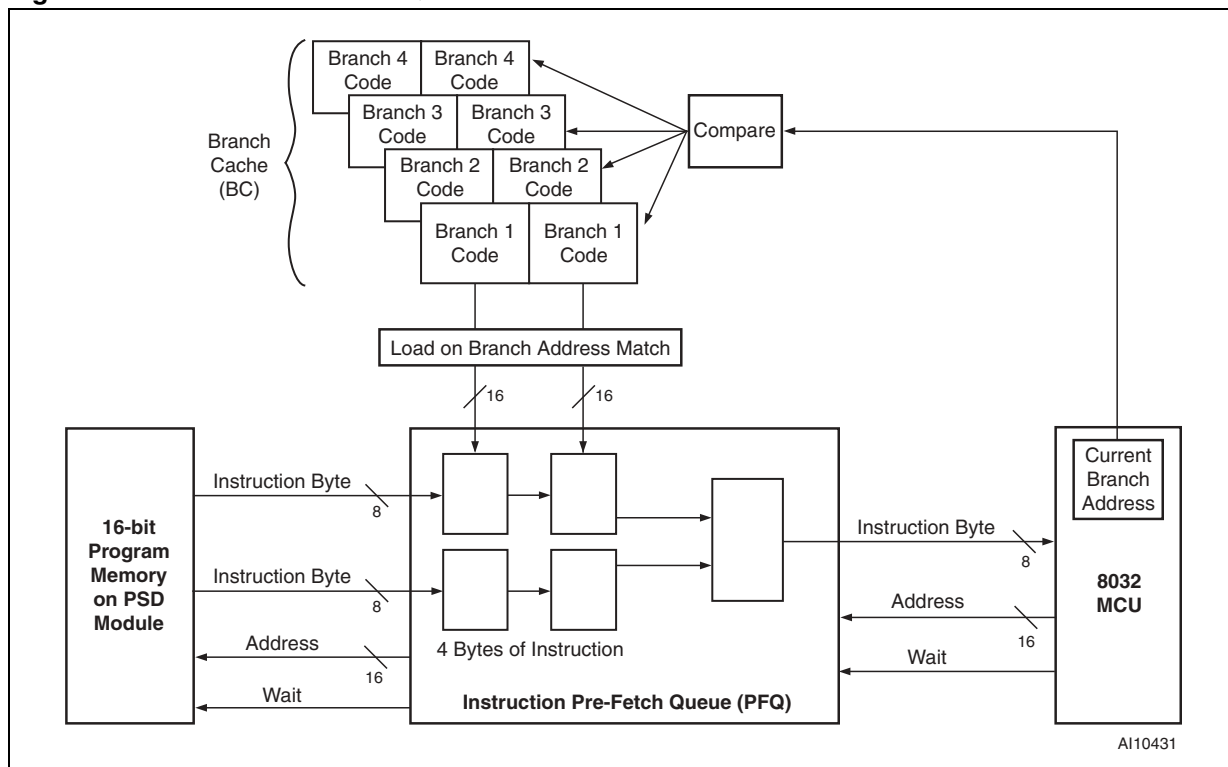 Branch 4
Code
Branch 4
Code
Branch 3
Code
Branch 3
Code
Branch 2
Code
Branch 2
Code
Branch 1
Code
Branch 1
Code
Branch
Cache
(BC)
Compare
Load on Branch Address Match
16
16
16-bit
Program
Memory
on PSD
Module
Instruction Byte
8
Instruction Byte
8
Address
16
Wait
4 Bytes of Instruction
Instruction Pre-Fetch Queue (PFQ)
Instruction Byte
8
Address
16
Wait
Current
Branch
Address
8032
MCU
AI10431